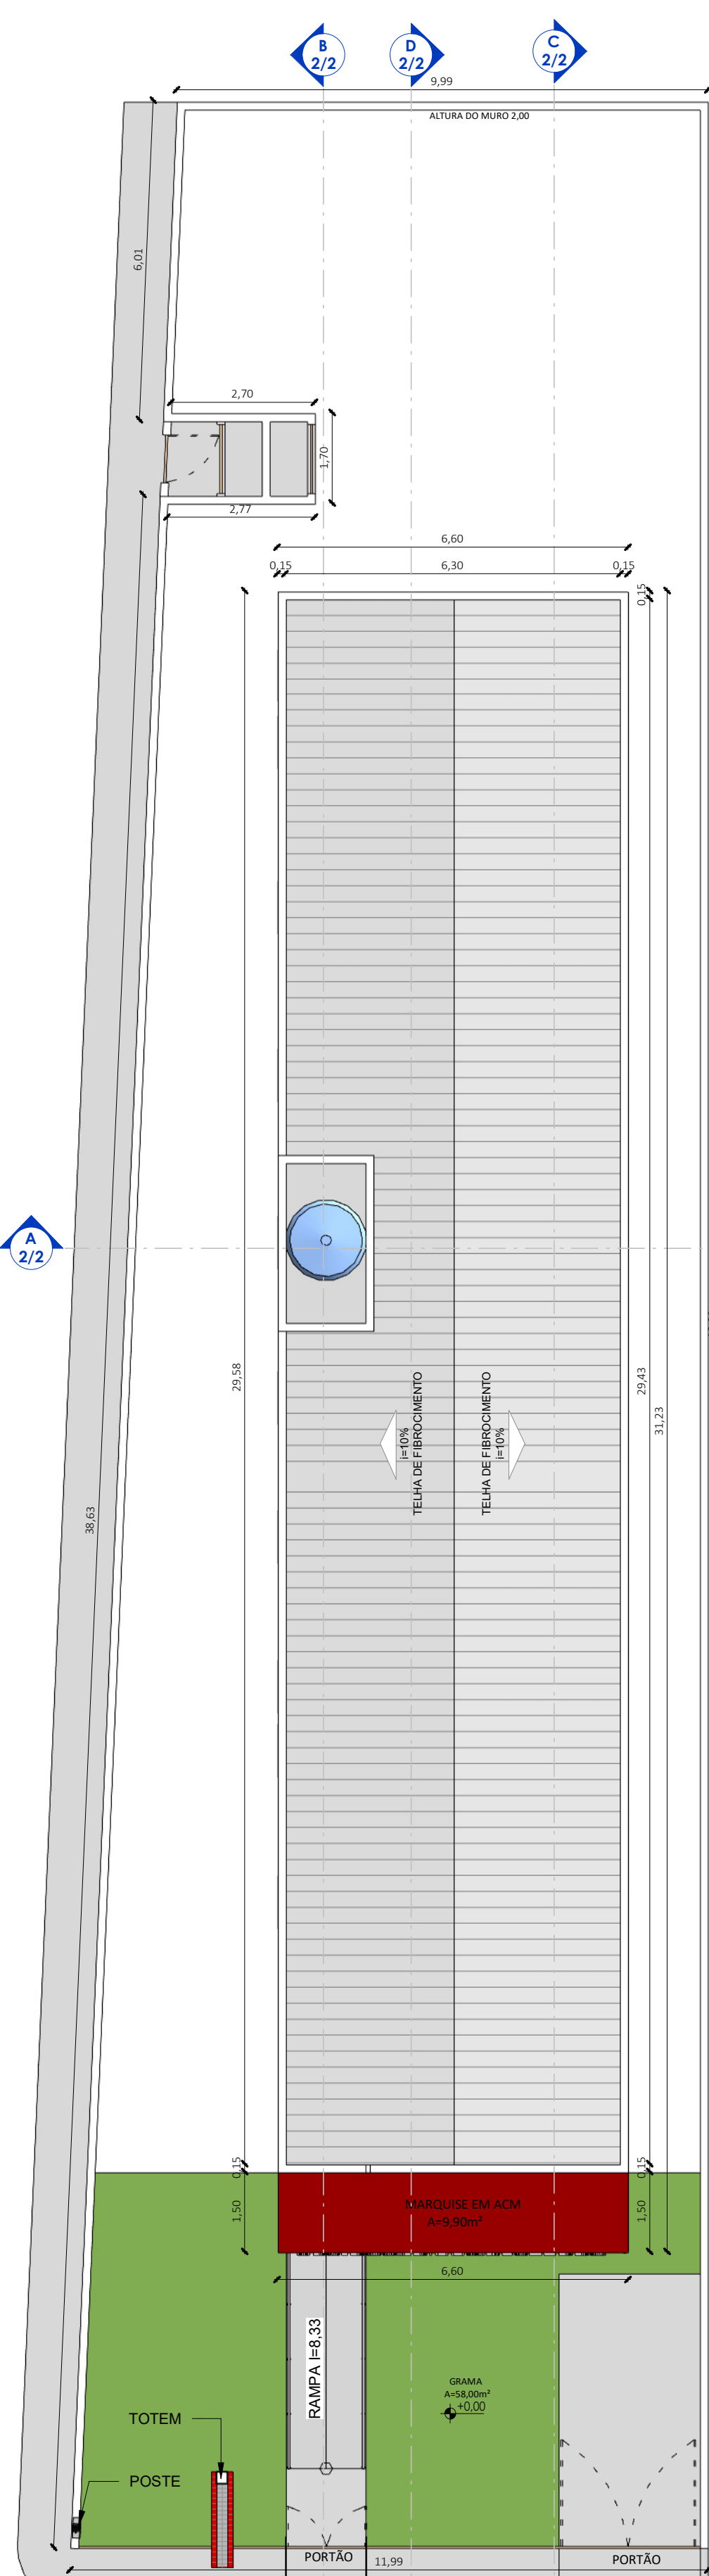 B
2/2
D
2/2
C
2/2
9,99
ALTURA DO MURO 2,00
6,01
2,70
1,70
2,77
6,60
0,15
6,30
0,15
0,15
A
2/2
29,58
TELHA DE FIBROCIMENTO
i=10%
TELHA DE FIBROCIMENTO
i=10%
29,43
31,23
38,63
0,15
0,15
1,50
MARQUISE EM ACM
A=9,90m²
1,50
6,60
RAMPA I=8,33
GRAMA
A=58,00m²
+0,00
TOTEM
POSTE
PORTÃO
PORTÃO
11,99